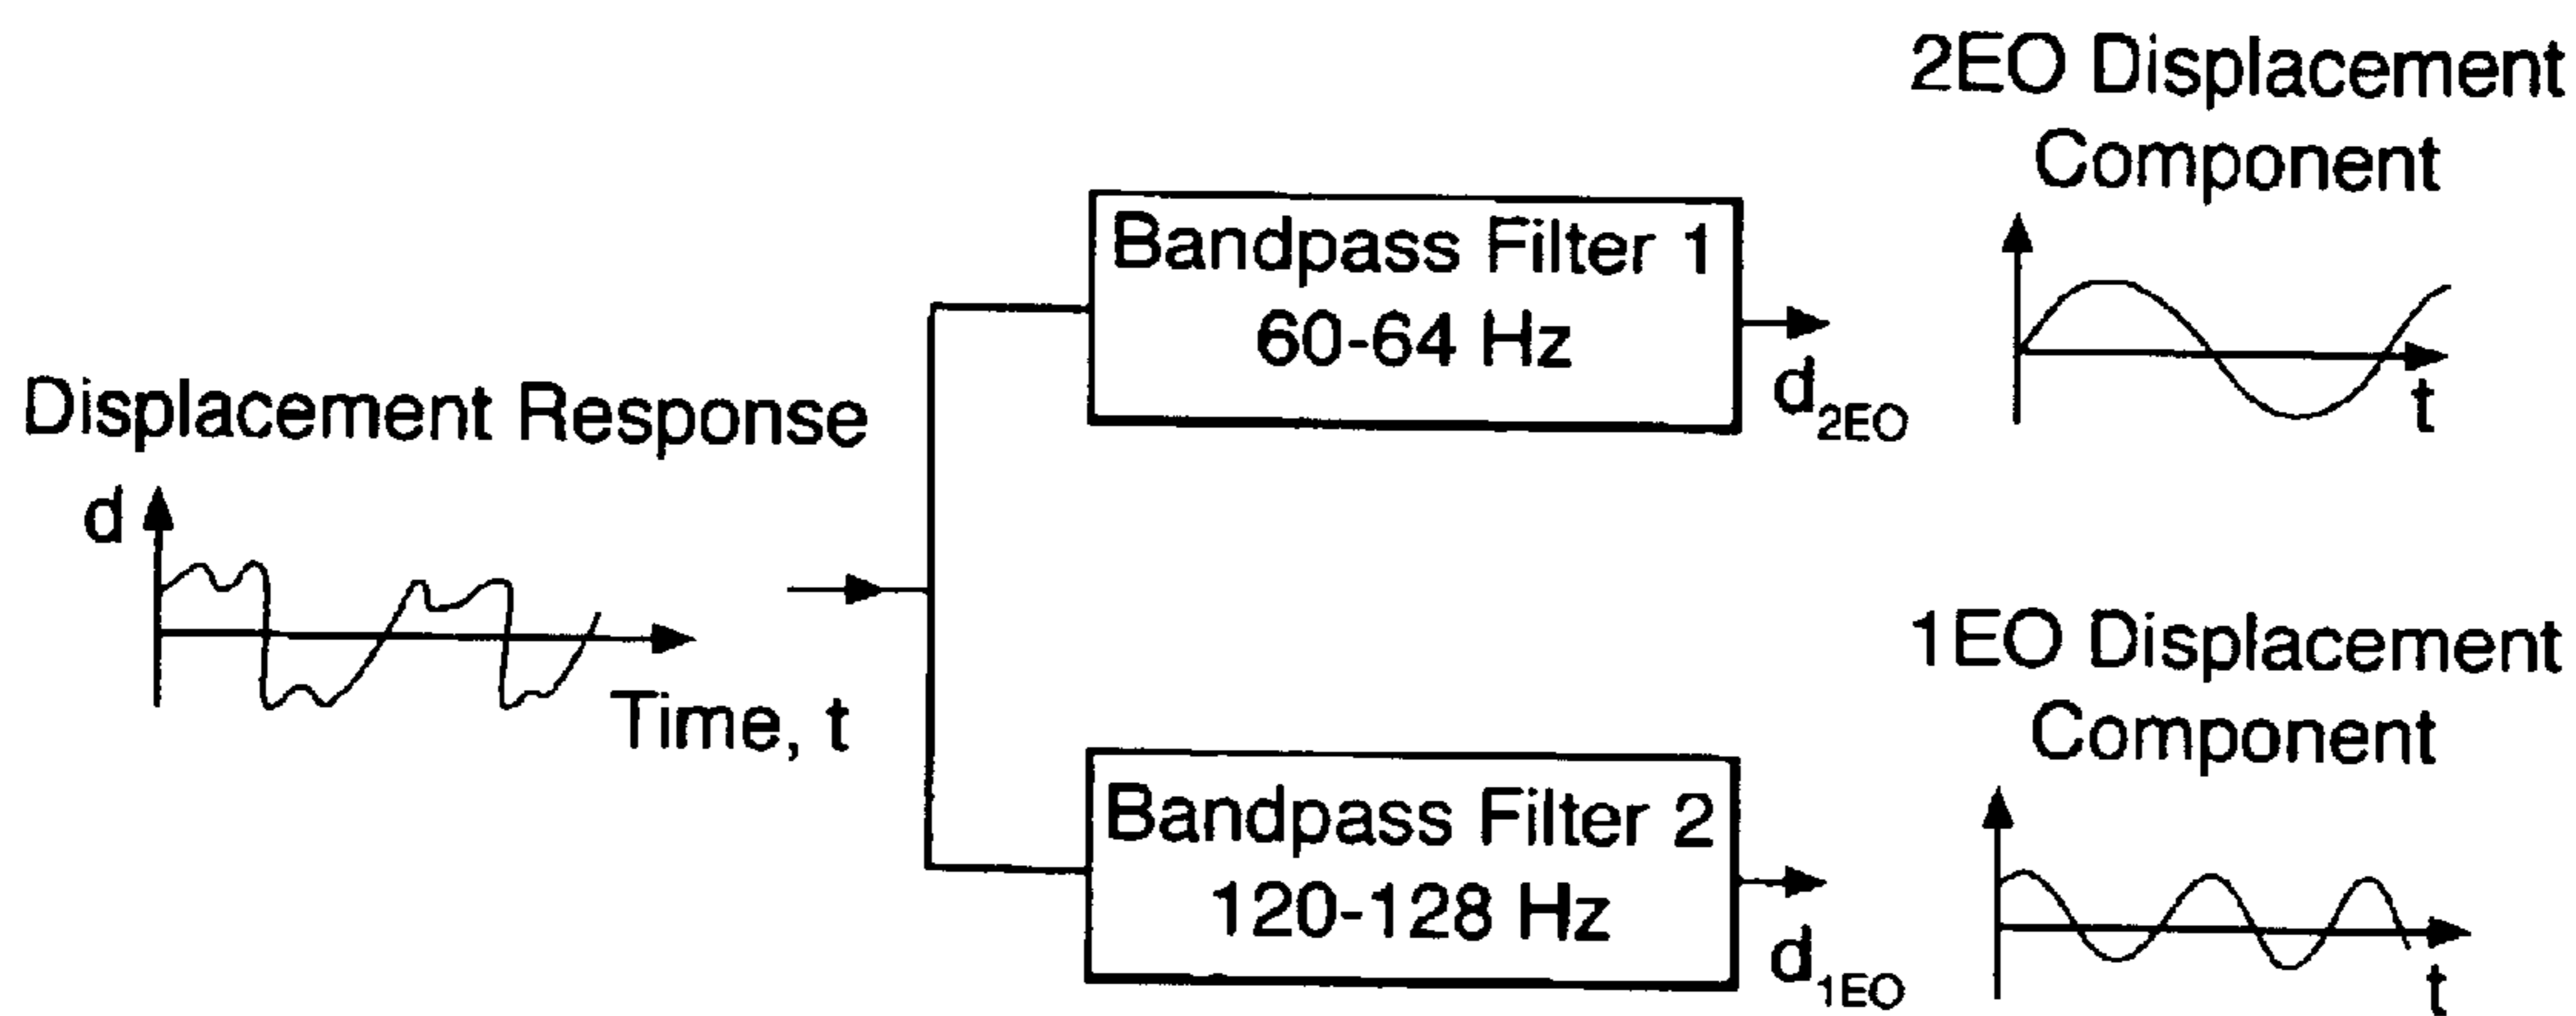 Displacement Response
d
Time, t
Bandpass Filter 1
60-64 Hz
d2EO
2EO Displacement
Component
t
Bandpass Filter 2
120-128 Hz
d1EO
1EO Displacement
Component
t